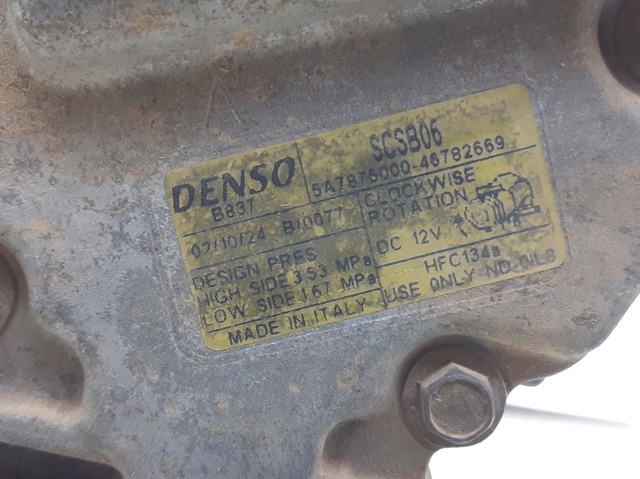 DENSO
SCSB06
B837
5A7875000-46782669
02/10/24 B/0077
CLOCKWISE
ROTATION
DESIGN PRES
HIGH SIDE 3.53 MPa
LOW SIDE 1.67 MPa
DC 12V
HFC134a
MADE IN ITALY
USE ONLY ND-OIL8